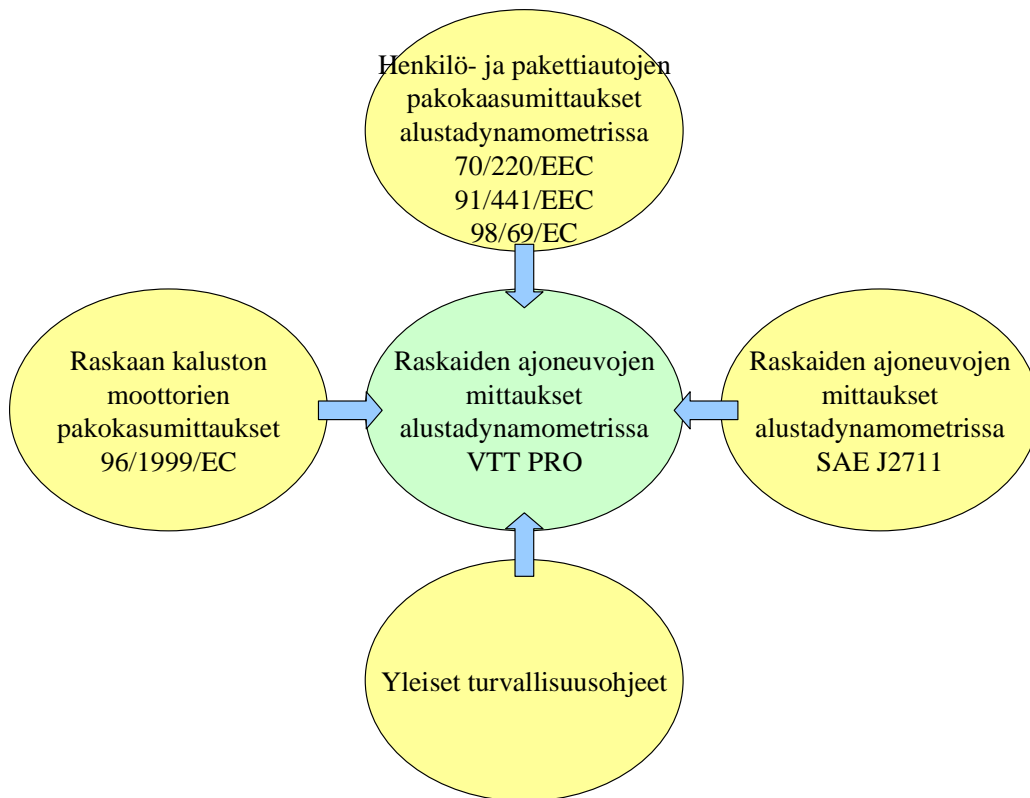 Henkilö- ja pakettiautojen
pakokaasumittaukset
alustadynamometrissa
70/220/EEC
91/441/EEC
98/69/EC
Raskaan kaluston
moottorien
pakokasumittaukset
96/1999/EC
Raskaiden ajoneuvojen
mittaukset
alustadynamometrissa
VTT PRO
Raskaiden ajoneuvojen
mittaukset
alustadynamometrissa
SAE J2711
Yleiset turvallisuusohjeet